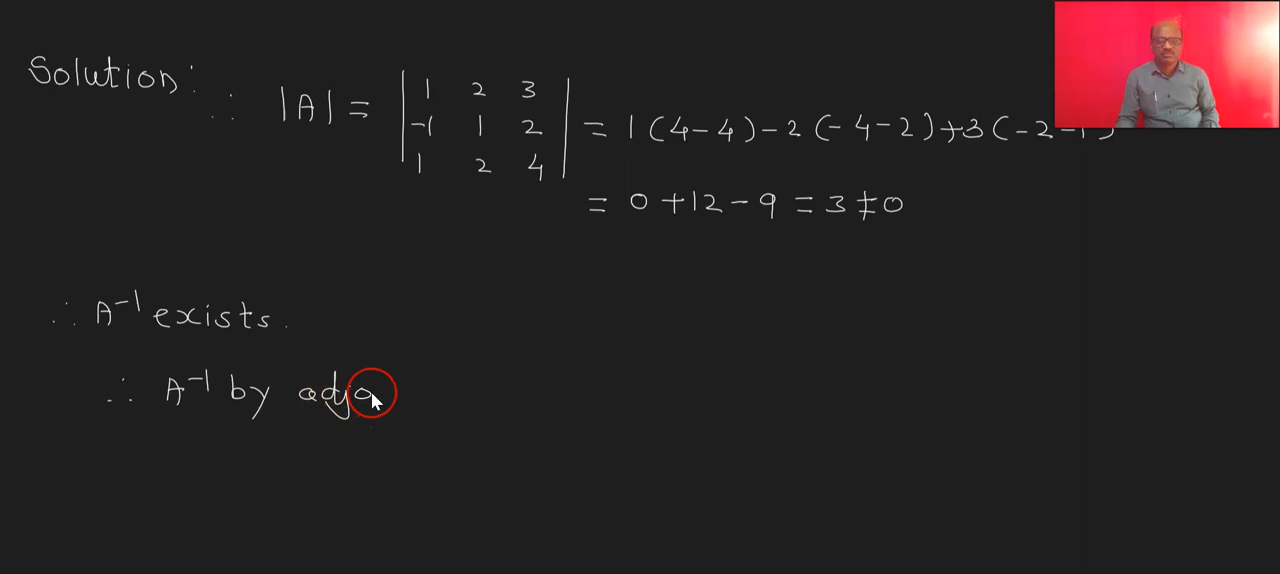 Solution: ∵ |A| = | 1 2 3 |
| -1 1 2 | = 1(4-4)-2(-4-2)+3(-2-1)
| 1 2 4 |
= 0+12-9 = 3≠0
∴ A⁻¹ exists.
∴ A⁻¹ by adjo